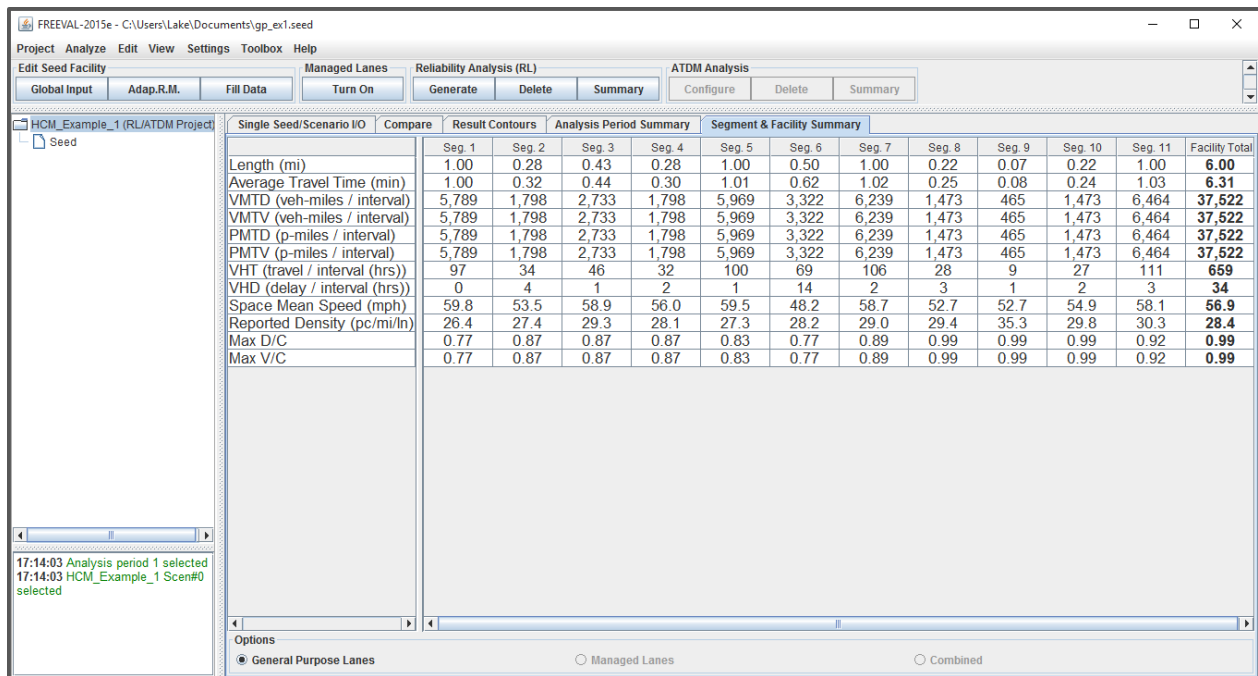 FREEVAL-2015e - C:\Users\Lake\Documents\gp_ex1.seed
Project Analyze Edit View Settings Toolbox Help
Edit Seed Facility Managed Lanes Reliability Analysis (RL) ATDM Analysis
Global Input Adap.R.M. Fill Data Turn On Generate Delete Summary Configure Delete Summary
HCM_Example_1 (RL/ATDM Project)
Seed
Single Seed/Scenario I/O Compare Result Contours Analysis Period Summary Segment & Facility Summary
Seg. 1 Seg. 2 Seg. 3 Seg. 4 Seg. 5 Seg. 6 Seg. 7 Seg. 8 Seg. 9 Seg. 10 Seg. 11 Facility Total
Length (mi) 1.00 0.28 0.43 0.28 1.00 0.50 1.00 0.22 0.07 0.22 1.00 6.00
Average Travel Time (min) 1.00 0.32 0.44 0.30 1.01 0.62 1.02 0.25 0.08 0.24 1.03 6.31
VMTD (veh-miles / interval) 5,789 1,798 2,733 1,798 5,969 3,322 6,239 1,473 465 1,473 6,464 37,522
VMTV (veh-miles / interval) 5,789 1,798 2,733 1,798 5,969 3,322 6,239 1,473 465 1,473 6,464 37,522
PMTD (p-miles / interval) 5,789 1,798 2,733 1,798 5,969 3,322 6,239 1,473 465 1,473 6,464 37,522
PMTV (p-miles / interval) 5,789 1,798 2,733 1,798 5,969 3,322 6,239 1,473 465 1,473 6,464 37,522
VHT (travel / interval (hrs)) 97 34 46 32 100 69 106 28 9 27 111 659
VHD (delay / interval (hrs)) 0 4 1 2 1 14 2 3 1 2 3 34
Space Mean Speed (mph) 59.8 53.5 58.9 56.0 59.5 48.2 58.7 52.7 52.7 54.9 58.1 56.9
Reported Density (pc/mi/ln) 26.4 27.4 29.3 28.1 27.3 28.2 29.0 29.4 35.3 29.8 30.3 28.4
Max D/C 0.77 0.87 0.87 0.87 0.83 0.77 0.89 0.99 0.99 0.99 0.92 0.99
Max V/C 0.77 0.87 0.87 0.87 0.83 0.77 0.89 0.99 0.99 0.99 0.92 0.99
17:14:03 Analysis period 1 selected
17:14:03 HCM_Example_1 Scen#0
selected
Options
General Purpose Lanes Managed Lanes Combined